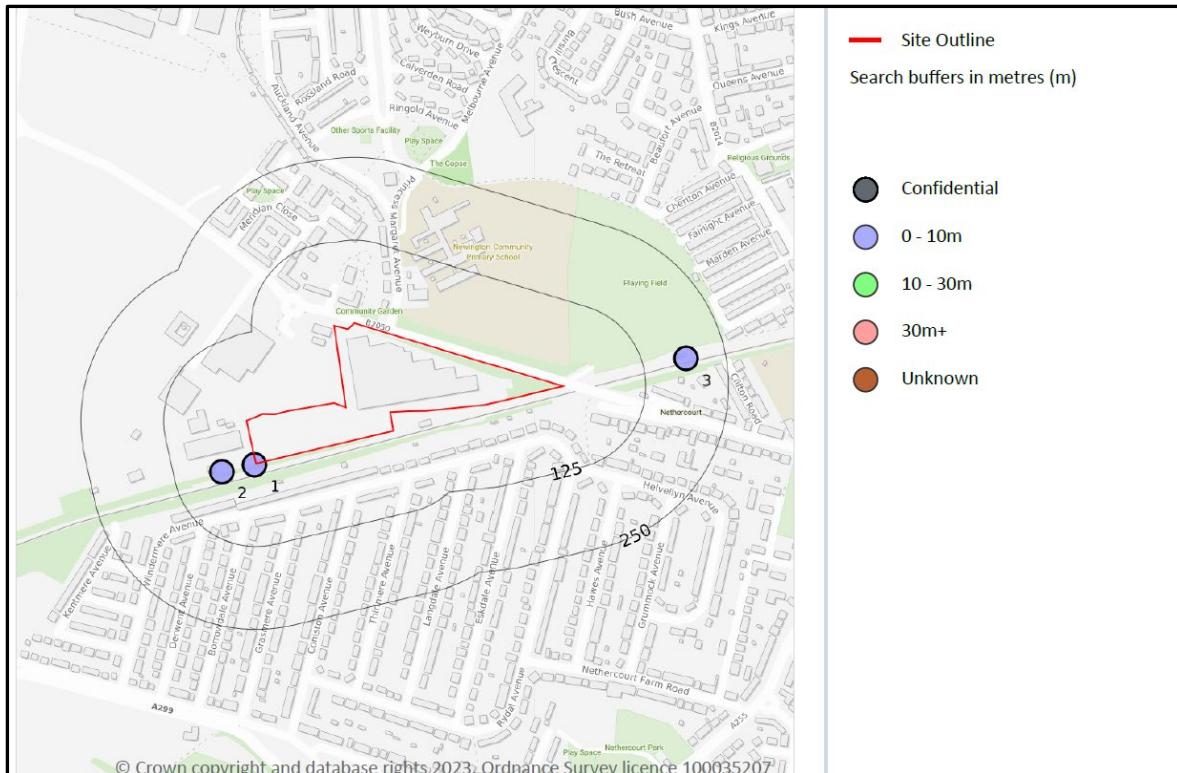 Bush Avenue
Kings Avenue
Weyburn Drive
Bristol
Crescent
Calverden Road
Melbourne Avenue
Queens Avenue
Rossland Road
Auckland Avenue
Ringold Avenue
B2014
Other Sports Facility
Play Space
Beaufort Avenue
The Retreat
The Copse
Religious Grounds
Princess Margaret Avenue
Chenton Avenue
Play Space
Meridian Close
Fairlight Avenue
Newington Community
Primary School
Marden Avenue
Playing Field
Community Garden
B2050
3
Clifton Road
Nethercourt
125
2
1
Helvellyn Avenue
250
Windermere Avenue
Kentmere Avenue
Derwent Avenue
Borrowdale Avenue
Grasmere Avenue
Coniston Avenue
Thirlmere Avenue
Langdale Avenue
Eskdale Avenue
Hawes Avenue
Grummock Avenue
Nethercourt Farm Road
Rydal Avenue
A299
A255
Nethercourt Park
Play Space
© Crown copyright and database rights 2023. Ordnance Survey licence 100035207
Site Outline
Search buffers in metres (m)
Confidential
0 - 10m
10 - 30m
30m+
Unknown